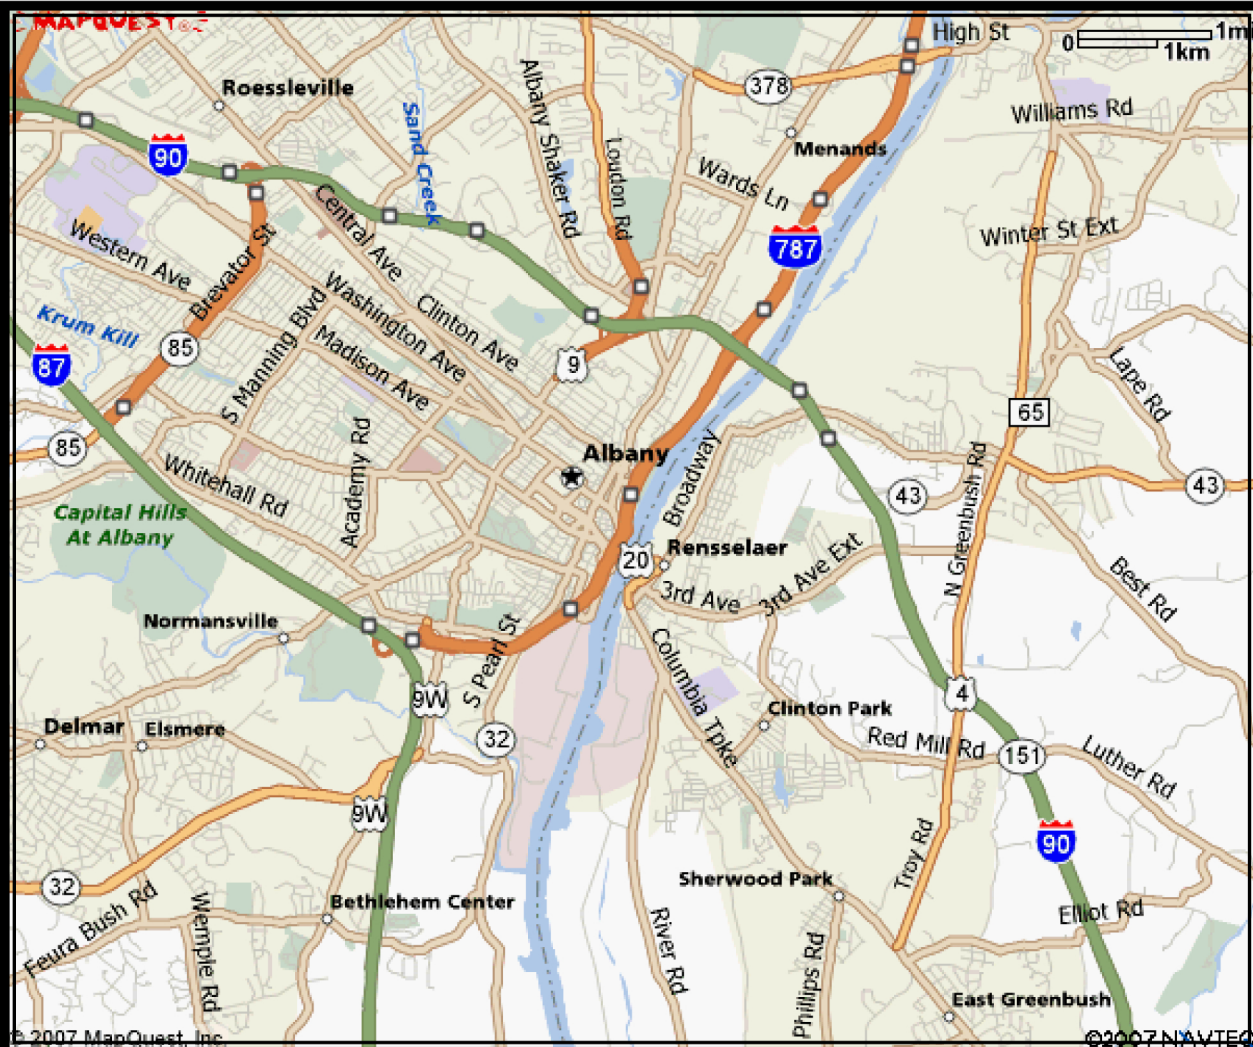 MAPQUEST
High St
0 1mi
1km
378
Roessleville
Albany Shaker Rd
Sand Creek
Williams Rd
Menands
90
Loudon Rd
Wards Ln
Central Ave
Western Ave
Brevator St
787
Winter St Ext
Washington Ave
Clinton Ave
Krum Kill
S Manning Blvd
Madison Ave
85
9
87
Lape Rd
65
85
Albany
Broadway
Whitehall Rd
Academy Rd
43
43
N Greenbush Rd
Capital Hills
At Albany
20
Rensselaer
3rd Ave Ext
3rd Ave
Best Rd
Normansville
S Pearl St
Columbia Tpke
9W
4
Delmar
Elsmere
32
Clinton Park
Red Mill Rd
151
Luther Rd
9W
90
Troy Rd
32
Sherwood Park
Bethlehem Center
Elliot Rd
Feura Bush Rd
Wemple Rd
River Rd
Phillips Rd
East Greenbush
© 2007 MapQuest, Inc.
©2007 NAVTEQ